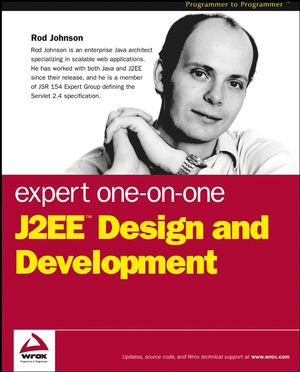 Programmer to Programmer™
Rod Johnson
Rod Johnson is an enterprise Java architect
specializing in scalable web applications.
He has worked with both Java and J2EE
since their release, and he is a member
of JSR 154 Expert Group defining the
Servlet 2.4 specification.
expert one-on-one
J2EE™ Design and
Development
wrox
Programmer to Programmer™
Updates, source code, and Wrox technical support at www.wrox.com